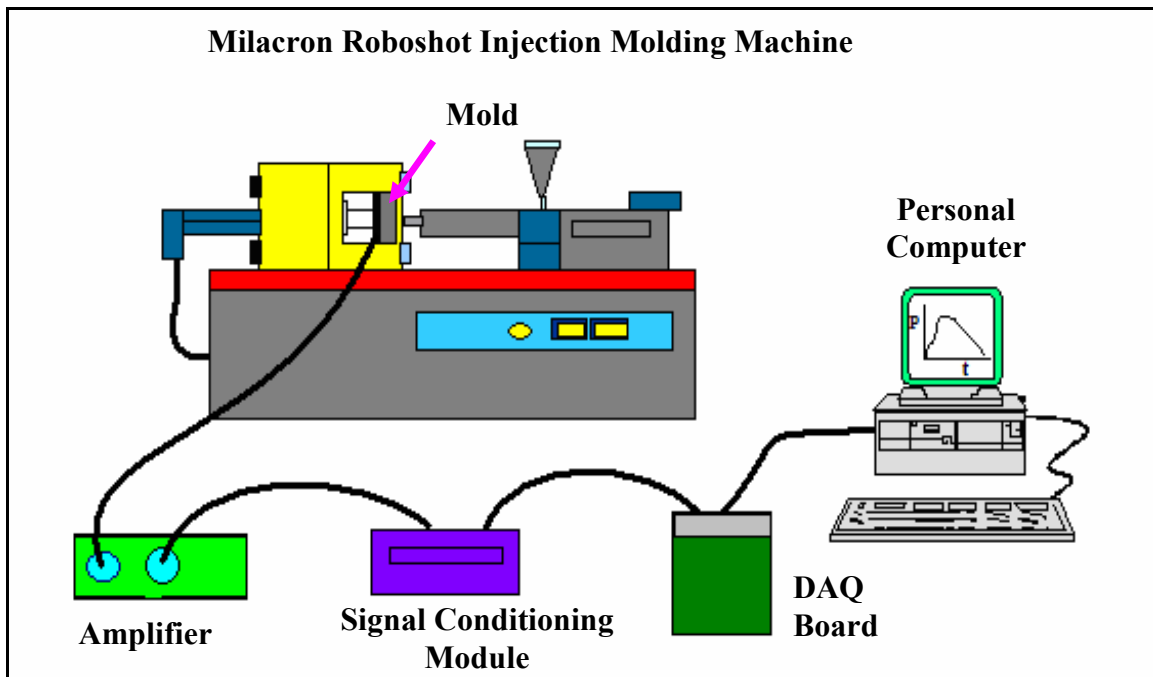 Milacron Roboshot Injection Molding Machine
Mold
Personal
Computer
P
t
Amplifier
Signal Conditioning
Module
DAQ
Board